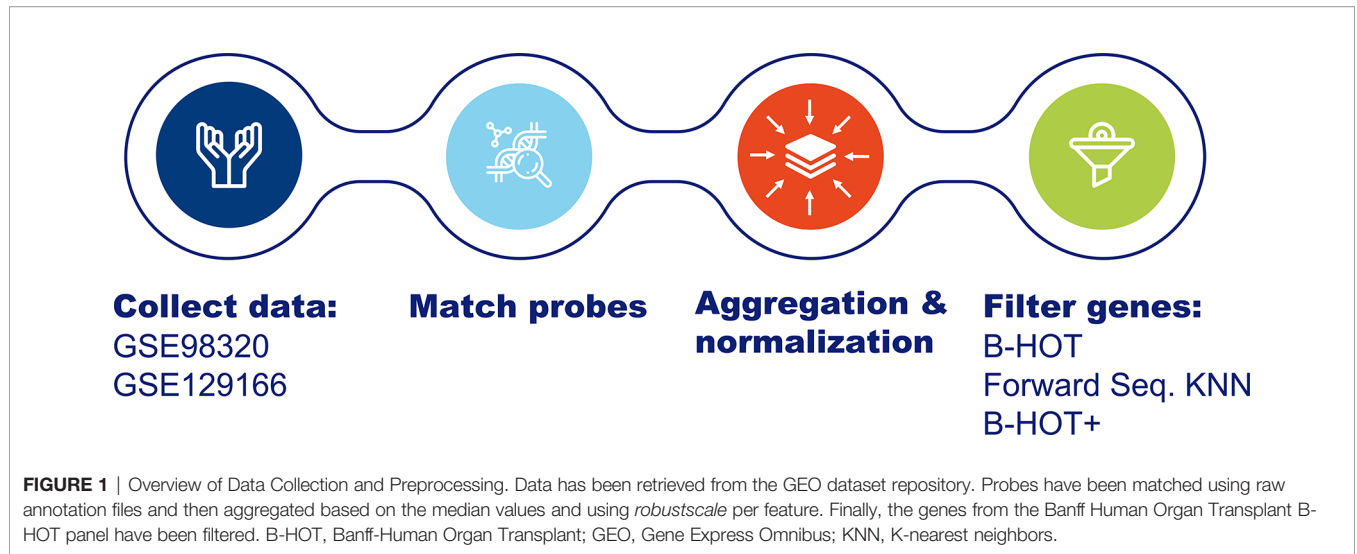 Collect data:
GSE98320
GSE129166
Match probes
Aggregation &
normalization
Filter genes:
B-HOT
Forward Seq. KNN
B-HOT+
FIGURE 1 | Overview of Data Collection and Preprocessing. Data has been retrieved from the GEO dataset repository. Probes have been matched using raw
annotation files and then aggregated based on the median values and using robustscale per feature. Finally, the genes from the Banff Human Organ Transplant B-
HOT panel have been filtered. B-HOT, Banff-Human Organ Transplant; GEO, Gene Express Omnibus; KNN, K-nearest neighbors.